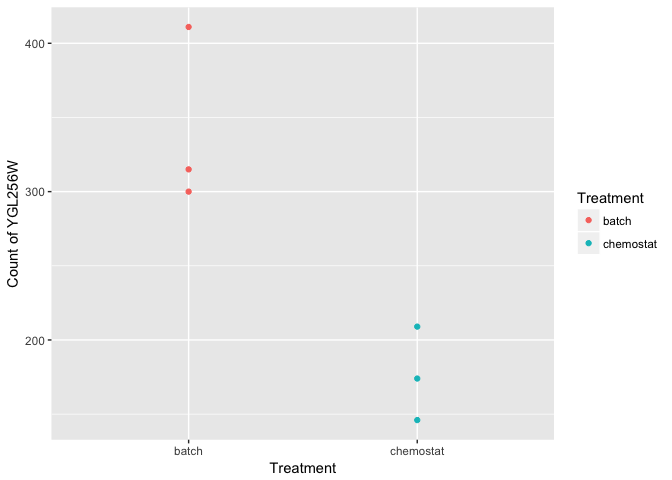 400
300
200
Count of YGL256W
batch
chemostat
Treatment
Treatment
batch
chemostat